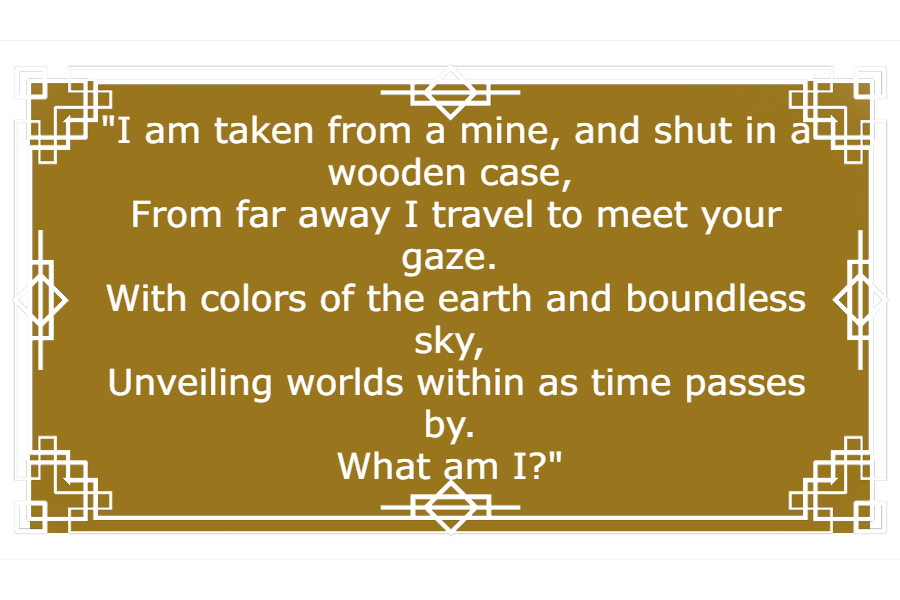 "I am taken from a mine, and shut in a
wooden case,
From far away I travel to meet your
gaze.
With colors of the earth and boundless
sky,
Unveiling worlds within as time passes
by.
What am I?"